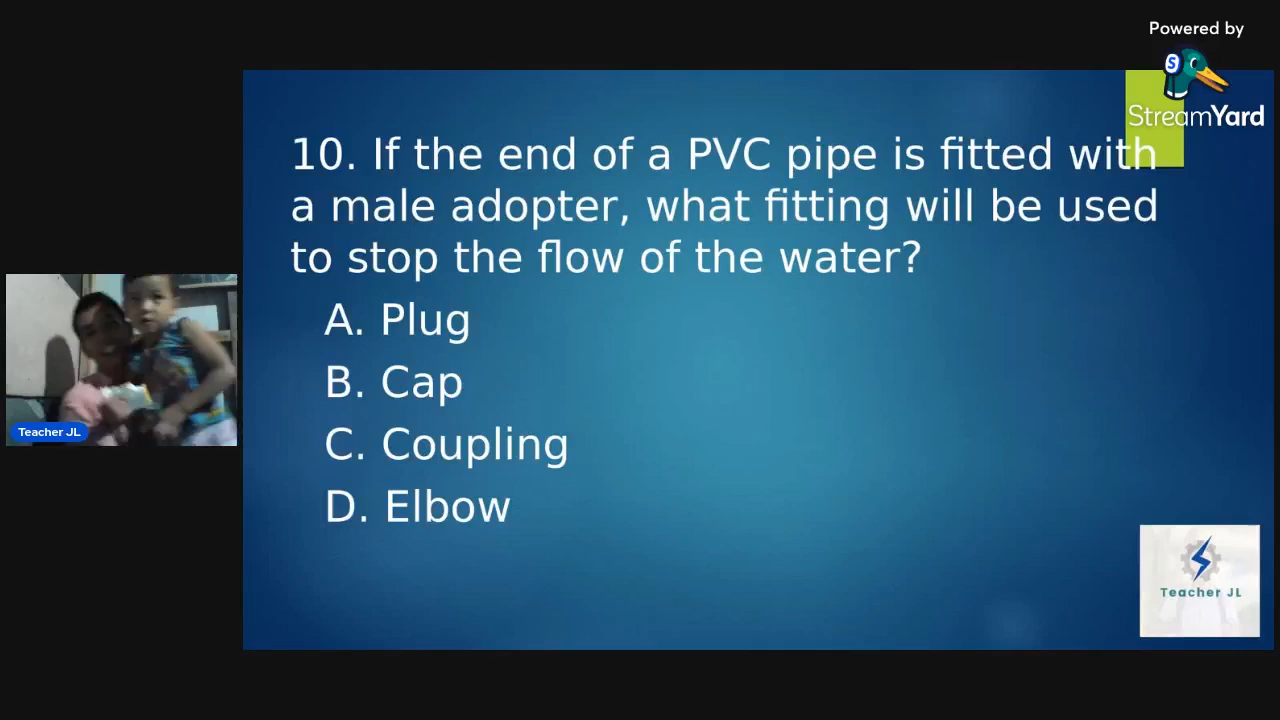 Powered by
StreamYard
10. If the end of a PVC pipe is fitted with
a male adopter, what fitting will be used
to stop the flow of the water?
A. Plug
B. Cap
C. Coupling
D. Elbow
Teacher JL
Teacher JL